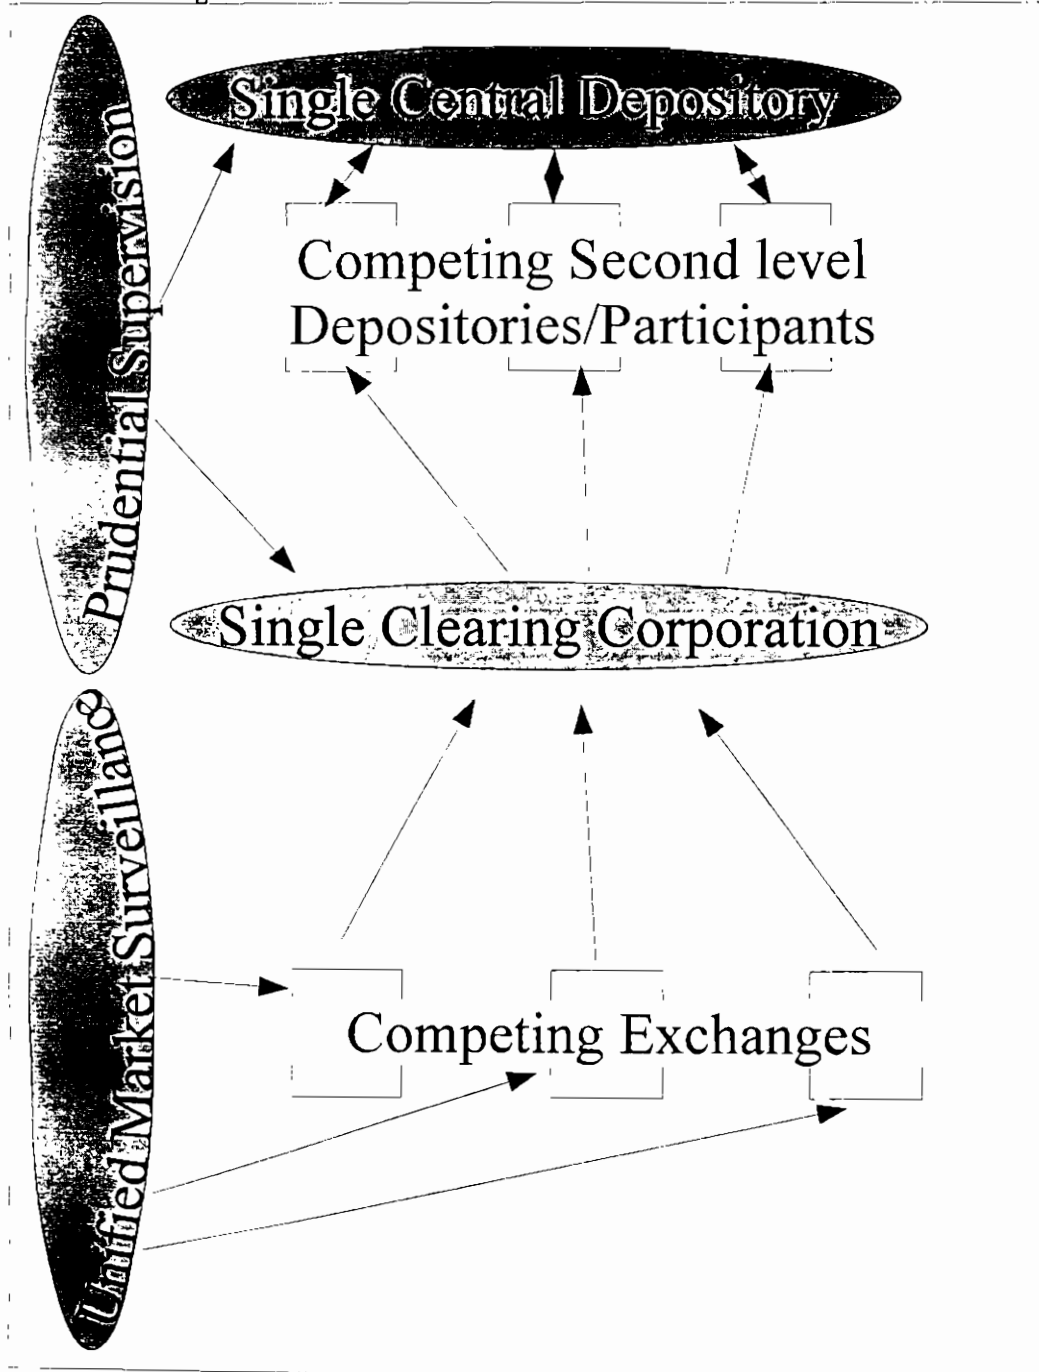 Single Central Depository
Prudential Supervision
Competing Second level
Depositories/Participants
Single Clearing Corporation
Unified Market Surveillance
Competing Exchanges